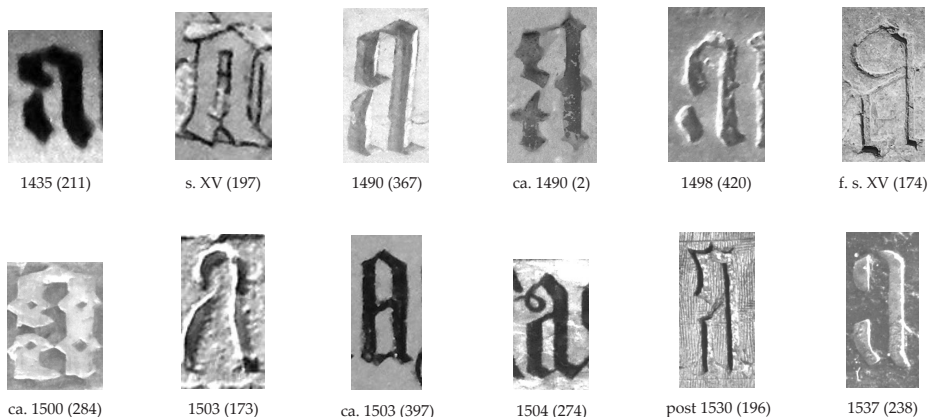 a a a a a a
1435 (211) s. XV (197) 1490 (367) ca. 1490 (2) 1498 (420) f. s. XV (174)
a a a a a a
ca. 1500 (284) 1503 (173) ca. 1503 (397) 1504 (274) post 1530 (196) 1537 (238)